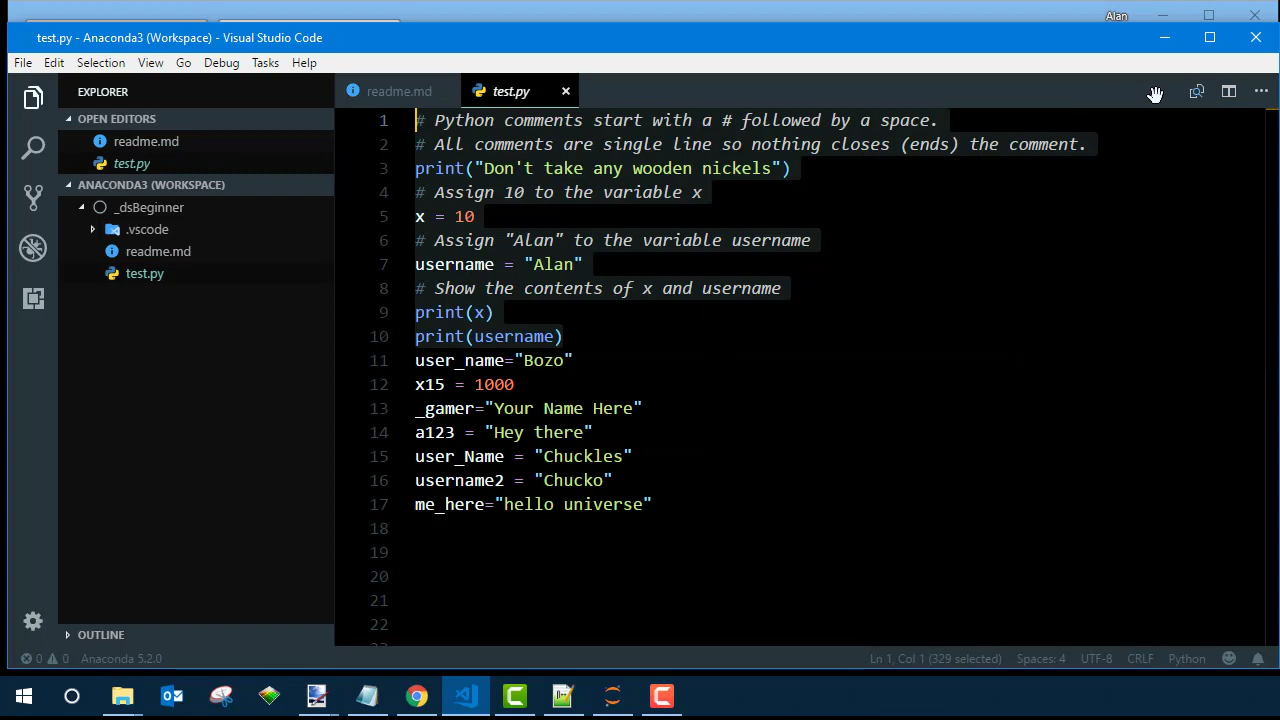 Alan
test.py - Anaconda3 (Workspace) - Visual Studio Code
File Edit Selection View Go Debug Tasks Help
EXPLORER
OPEN EDITORS
readme.md
test.py
ANACONDA3 (WORKSPACE)
_dsBeginner
.vscode
readme.md
test.py
OUTLINE
readme.md test.py
1 # Python comments start with a # followed by a space.
2 # All comments are single line so nothing closes (ends) the comment.
3 print("Don't take any wooden nickels")
4 # Assign 10 to the variable x
5 x = 10
6 # Assign "Alan" to the variable username
7 username = "Alan"
8 # Show the contents of x and username
9 print(x)
10 print(username)
11 user_name="Bozo"
12 x15 = 1000
13 _gamer="Your Name Here"
14 a123 = "Hey there"
15 user_Name = "Chuckles"
16 username2 = "Chucko"
17 me_here="hello universe"
18
19
20
21
22
0 0 Anaconda 5.2.0 Ln 1, Col 1 (329 selected) Spaces: 4 UTF-8 CRLF Python